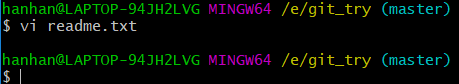 hanhan@LAPTOP-94JH2LVG MINGW64 /e/git_try (master)
$ vi readme.txt
hanhan@LAPTOP-94JH2LVG MINGW64 /e/git_try (master)
$